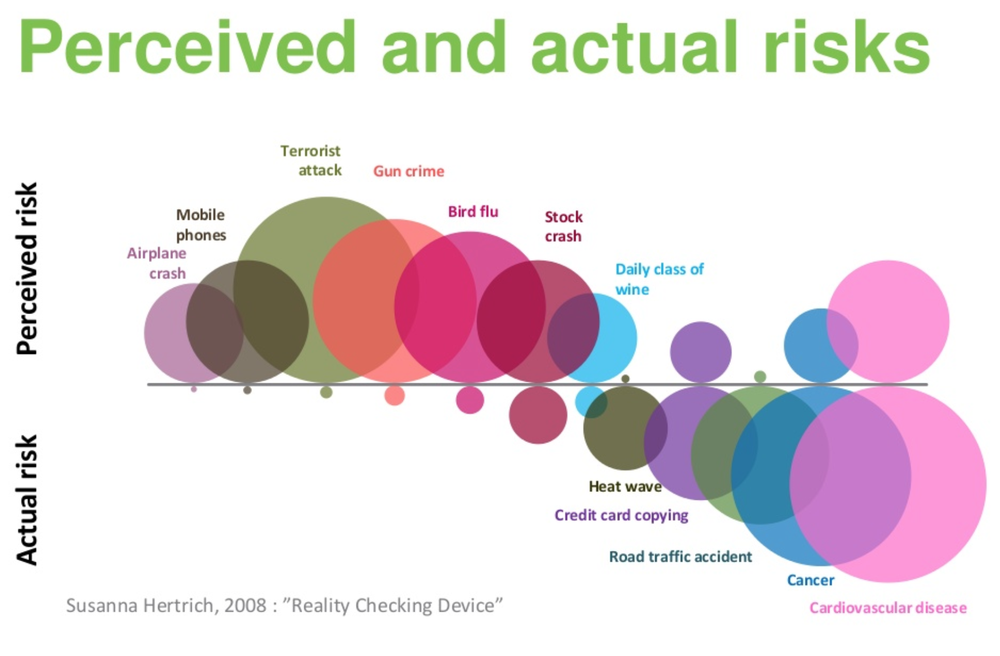 Perceived and actual risks
Perceived risk
Terrorist
attack
Gun crime
Mobile
phones
Bird flu
Stock
crash
Airplane
crash
Daily class of
wine
Actual risk
Heat wave
Credit card copying
Road traffic accident
Cancer
Cardiovascular disease
Susanna Hertrich, 2008 : ”Reality Checking Device”